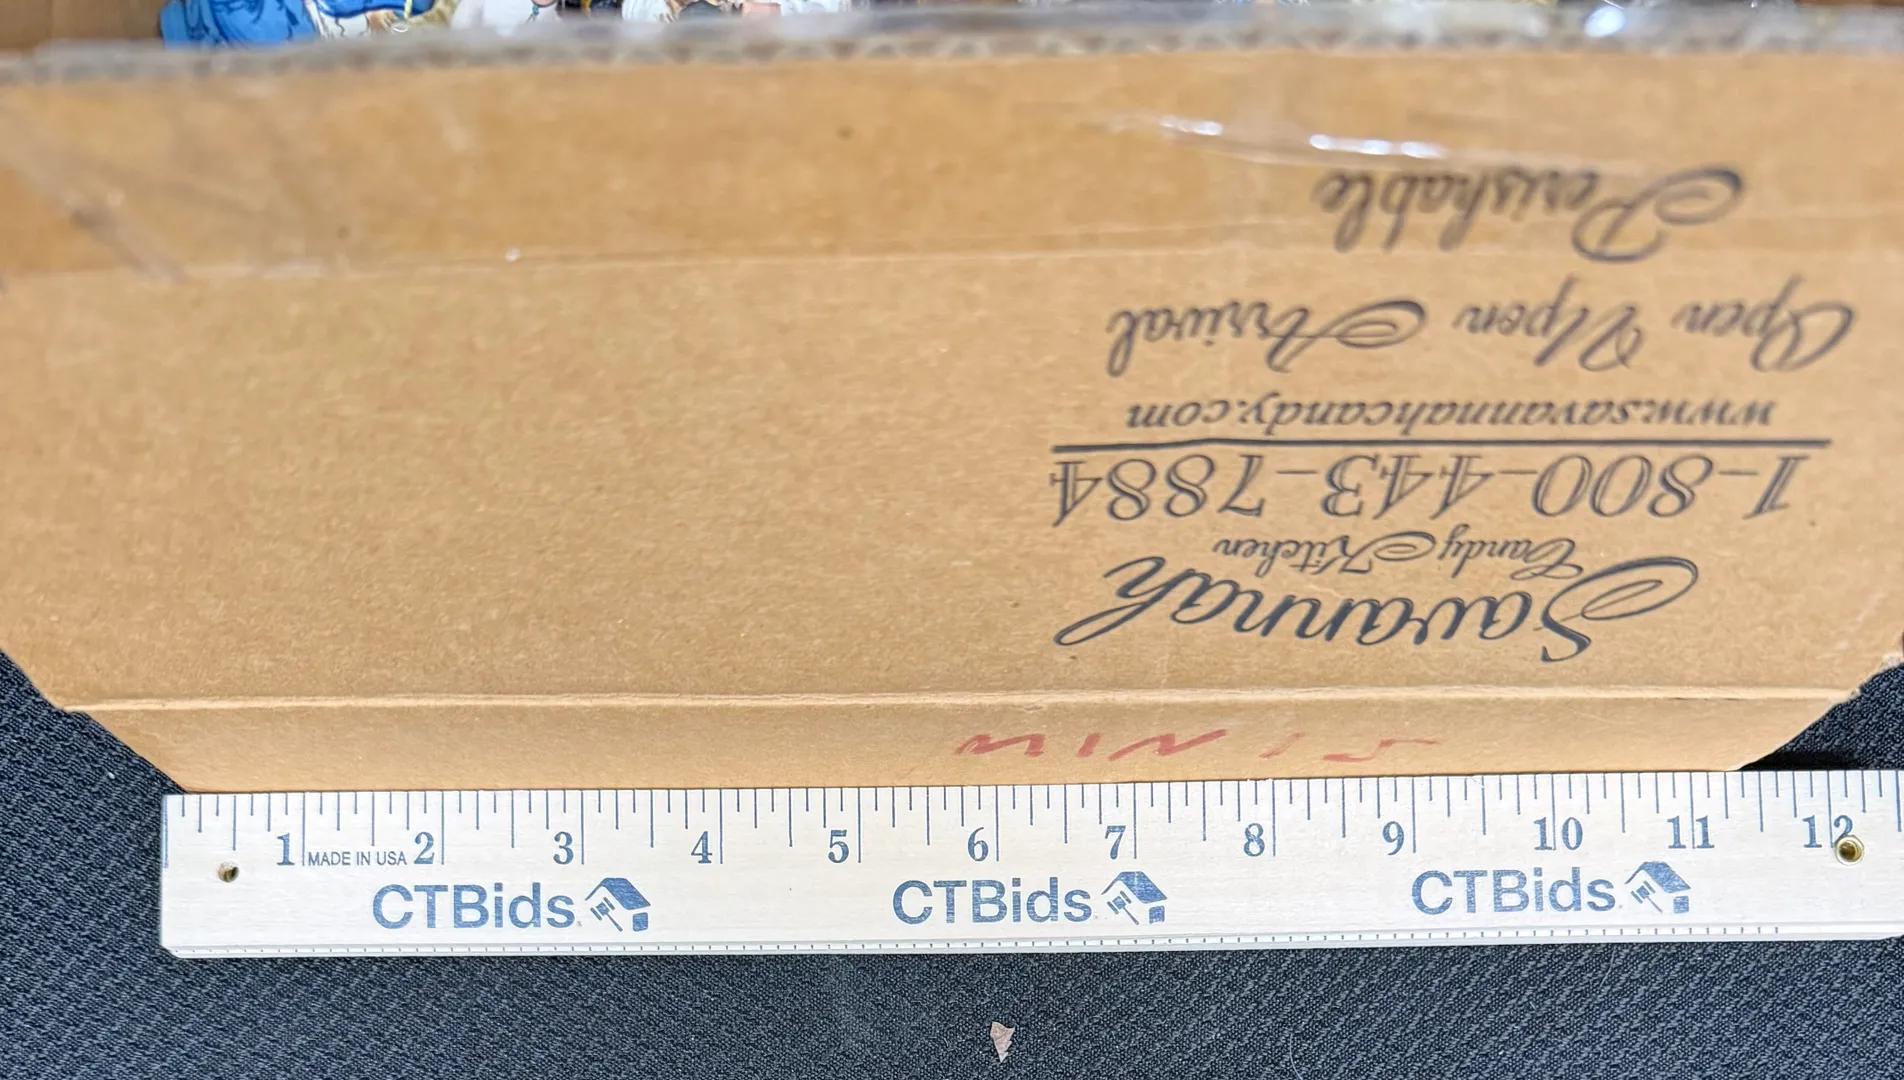 Savannah
Candy Kitchen
1-800-443-7884
www.savannahcandy.com
Open Upon Arrival
Perishable
1 2 3 4 5 6 7 8 9 10 11 12
MADE IN USA
CTBids CTBids CTBids